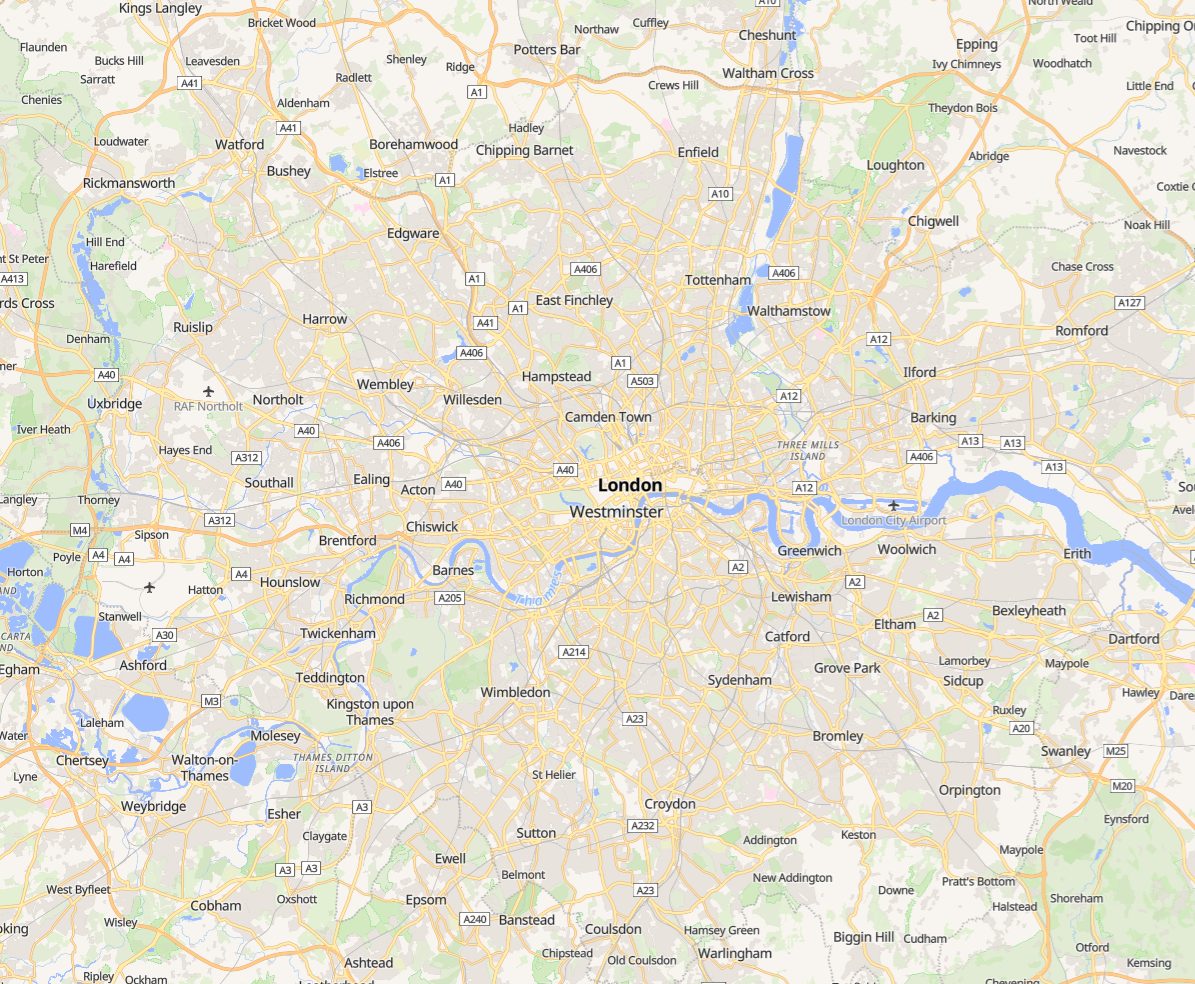 Kings Langley
A10
North Weald
Bricket Wood
Cuffley
Northaw
Cheshunt
Chipping
Toot Hill
Flaunden
Potters Bar
Epping
Bucks Hill
Leavesden
Shenley
Ridge
Ivy Chimneys
Woodhatch
Sarratt
A41
Radlett
Waltham Cross
Crews Hill
Little End
Chenies
A1
Aldenham
Theydon Bois
A41
Hadley
Loudwater
Watford
Borehamwood
Chipping Barnet
Enfield
Navestock
Abridge
Loughton
Bushey
Elstree
Rickmansworth
A1
A10
Coxtie
Chigwell
Noak Hill
Edgware
Hill End
nt St Peter
Harefield
A413
A1
A406
Tottenham
A406
Chase Cross
rds Cross
East Finchley
A1
Walthamstow
A127
Ruislip
Harrow
A41
Romford
Denham
A406
A12
mer
A1
A40
Wembley
Hampstead
A503
Ilford
RAF Northolt
Northolt
Willesden
A12
Uxbridge
Camden Town
Barking
Iver Heath
A40
A406
A13
A13
Hayes End
A312
THREE MILLS
ISLAND
A406
A13
A40
Southall
Ealing
Acton
A40
London
A12
Langley
Thorney
Westminster
London City Airport
M4
Sipson
A312
Chiswick
Brentford
Greenwich
Woolwich
Erith
Poyle
A4
A4
Horton
A4
Hounslow
Barnes
A2
A2
Hatton
Richmond
A205
Thames
Lewisham
Bexleyheath
Stanwell
A30
Twickenham
Catford
Eltham
A2
CARTA
Dartford
Egham
Ashford
A214
Grove Park
Lamorbey
Maypole
Teddington
Sydenham
Sidcup
Wimbledon
Hawley
M3
Kingston upon
Thames
Laleham
A23
Ruxley
A20
Water
Molesey
Bromley
Swanley
M25
Chertsey
Walton-on-
Thames
THAMES DITTON
ISLAND
Lyne
St Helier
M20
Orpington
Weybridge
Esher
A3
Croydon
Eynsford
Claygate
Sutton
A232
Addington
Keston
Maypole
Ewell
A3
A3
Belmont
New Addington
Pratt's Bottom
West Byfleet
Oxshott
Epsom
A23
Downe
Shoreham
Cobham
Halstead
oking
Wisley
A240
Banstead
Coulsdon
Hamsey Green
Biggin Hill
Cudham
Otford
Chipstead
Old Coulsdon
Warlingham
Ashtead
Kemsing
Ripley
Ockham
Leatherhead
Chevening